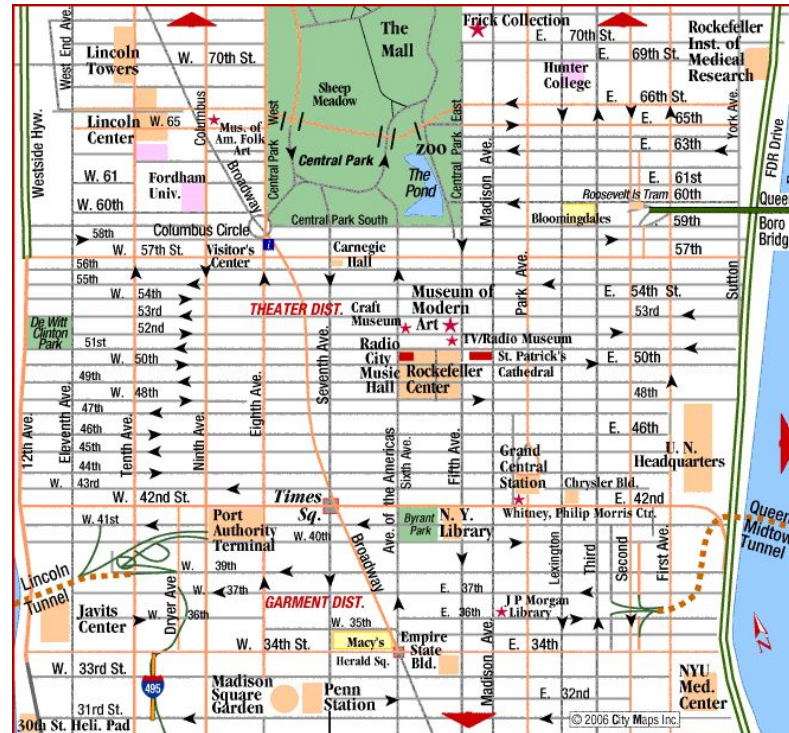 The
Mall
Frick Collection
E. 70th St.
E. 69th St.
Rockefeller
Inst. of
Medical
Research
West End Ave.
Lincoln
Towers
W. 70th St.
Hunter
College
Sheep
Meadow
E. 66th St.
E. 65th
E. 63th
E. 61st
York Ave.
FDR Drive
Westside Hyw.
Lincoln
Center
W. 65
Columbus
Mus. of
Am. Folk
Art
Broadway
Central Park West
Central Park
ZOO
The
Pond
Central Park East
Madison Ave.
W. 61
W. 60th
Fordham
Univ.
Roosevelt Is Tram
60th
Bloomingdales
59th
57th
Queen
Boro
Bridg
Central Park South
Columbus Circle
58th
W. 57th St.
Visitor's
Center
i
Carnegie
Hall
56th
55th
W. 54th
53rd
52nd
51st
W. 50th
49th
W. 48th
47th
46th
45th
44th
W. 43rd
W. 42nd St.
De Witt
Clinton
Park
THEATER DIST.
Craft
Museum
Museum of
Modern
Art
TV/Radio Museum
Radio
City
Music
Hall
Rockefeller
Center
St. Patrick's
Cathedral
Park Ave.
Sutton
E. 54th St.
53rd
E. 50th
48th
E. 46th
U. N.
Headquarters
12th Ave.
Eleventh Ave.
Tenth Ave.
Ninth Ave.
Eighth Ave.
Seventh Ave.
Ave. of the Americas
Sixth Ave.
Fifth Ave.
Grand
Central
Station
Chrysler Bld.
E. 42nd
Whitney, Philip Morris Ctr.
Times
Sq.
Byrant
Park
N. Y.
Library
W. 41st
Port
Authority
Terminal
W. 40th
Broadway
39th
W. 37th
W. 36th
Lincoln
Tunnel
Javits
Center
Dryer Ave
GARMENT DIST.
Lexington
Third
Second
First Ave.
Queen
Midtow
Tunnel
E. 37th
E. 36th
J P Morgan
Library
W. 35th
W. 34th St.
Macy's
Herald Sq.
Empire
State
Bld.
E. 34th
Madison Ave.
W. 33rd St.
495
Madison
Square
Garden
Penn
Station
E. 32nd
NYU
Med.
Center
31rd St.
30th St. Heli. Pad
N
© 2006 City Maps Inc.